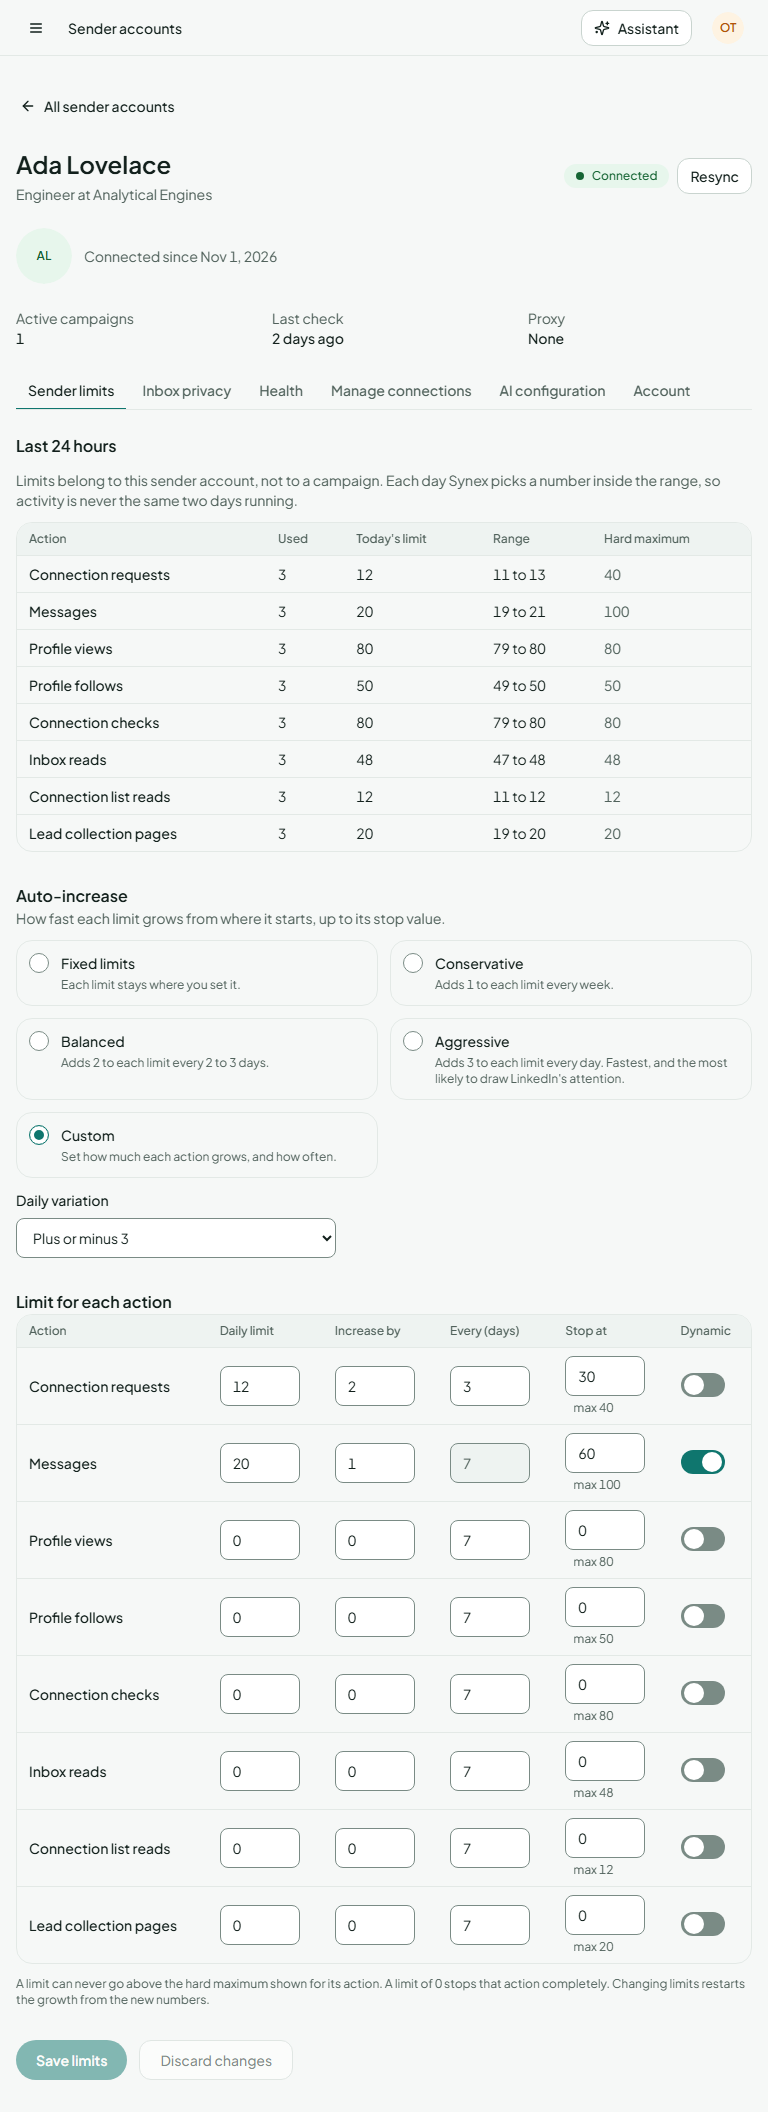 Sender accounts
Assistant
OT
All sender accounts
Ada Lovelace
Engineer at Analytical Engines
Connected
Resync
AL
Connected since Nov 1, 2026
Active campaigns Last check Proxy
1 2 days ago None
Sender limits Inbox privacy Health Manage connections AI configuration Account
Last 24 hours
Limits belong to this sender account, not to a campaign. Each day Synex picks a number inside the range, so
activity is never the same two days running.
Action Used Today's limit Range Hard maximum
Connection requests 3 12 11 to 13 40
Messages 3 20 19 to 21 100
Profile views 3 80 79 to 80 80
Profile follows 3 50 49 to 50 50
Connection checks 3 80 79 to 80 80
Inbox reads 3 48 47 to 48 48
Connection list reads 3 12 11 to 12 12
Lead collection pages 3 20 19 to 20 20
Auto-increase
How fast each limit grows from where it starts, up to its stop value.
Fixed limits
Each limit stays where you set it.
Conservative
Adds 1 to each limit every week.
Balanced
Adds 2 to each limit every 2 to 3 days.
Aggressive
Adds 3 to each limit every day. Fastest, and the most
likely to draw LinkedIn's attention.
Custom
Set how much each action grows, and how often.
Daily variation
Plus or minus 3
Limit for each action
Action Daily limit Increase by Every (days) Stop at Dynamic
Connection requests 12 2 3 30
max 40
Messages 20 1 7 60
max 100
Profile views 0 0 7 0
max 80
Profile follows 0 0 7 0
max 50
Connection checks 0 0 7 0
max 80
Inbox reads 0 0 7 0
max 48
Connection list reads 0 0 7 0
max 12
Lead collection pages 0 0 7 0
max 20
A limit can never go above the hard maximum shown for its action. A limit of 0 stops that action completely. Changing limits restarts
the growth from the new numbers.
Save limits Discard changes